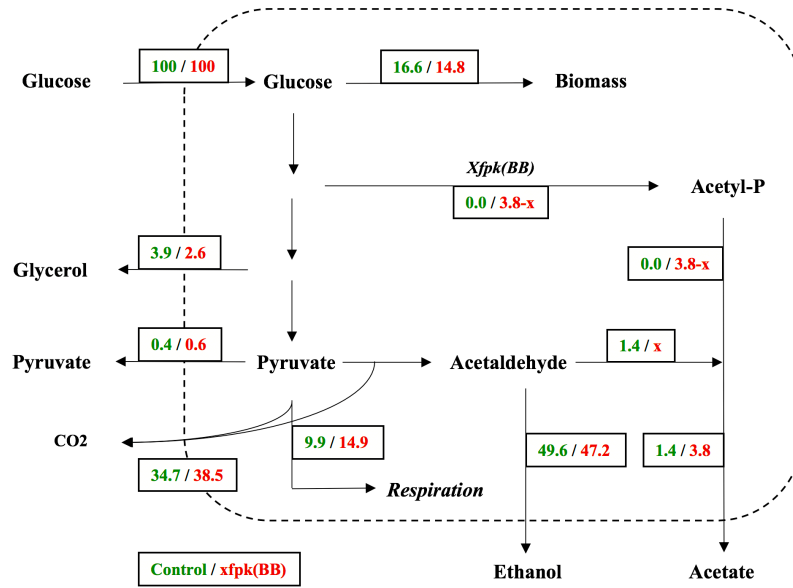 100 / 100
16.6 / 14.8
Glucose
Glucose
Biomass
Xfpk(BB)
Acetyl-P
0.0 / 3.8-x
3.9 / 2.6
0.0 / 3.8-x
Glycerol
0.4 / 0.6
1.4 / x
Pyruvate
Pyruvate
Acetaldehyde
CO2
9.9 / 14.9
49.6 / 47.2
1.4 / 3.8
34.7 / 38.5
Respiration
Control / xfpk(BB)
Ethanol
Acetate